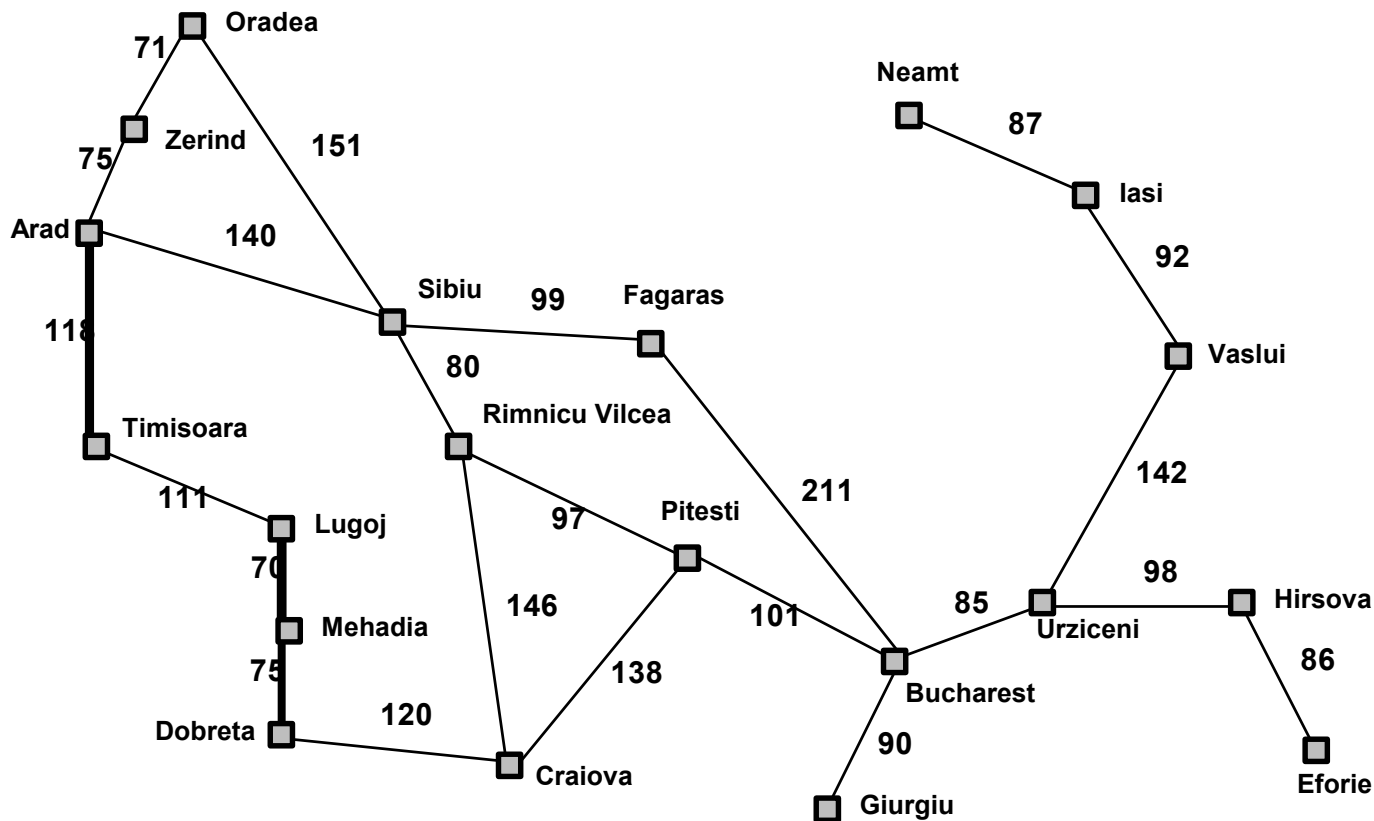 Oradea
71
Neamt
87
Zerind
151
75
Iasi
Arad
140
92
Sibiu
99
Fagaras
118
Vaslui
80
Rimnicu Vilcea
Timisoara
142
111
211
97
Pitesti
Lugoj
70
98
146
85
Hirsova
101
Urziceni
Mehadia
75
138
86
Bucharest
120
Dobreta
90
Craiova
Eforie
Giurgiu